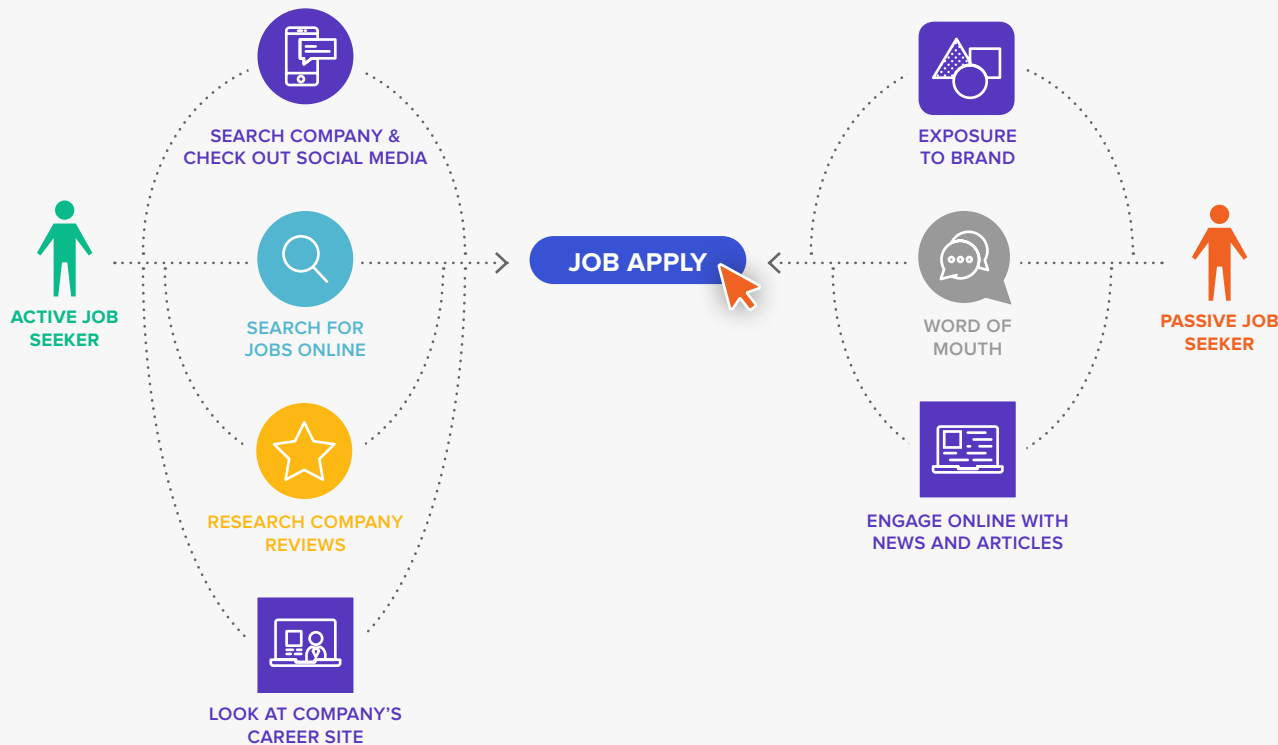 SEARCH COMPANY &
CHECK OUT SOCIAL MEDIA
EXPOSURE
TO BRAND
ACTIVE JOB
SEEKER
SEARCH FOR
JOBS ONLINE
JOB APPLY
WORD OF
MOUTH
PASSIVE JOB
SEEKER
RESEARCH COMPANY
REVIEWS
ENGAGE ONLINE WITH
NEWS AND ARTICLES
LOOK AT COMPANY’S
CAREER SITE